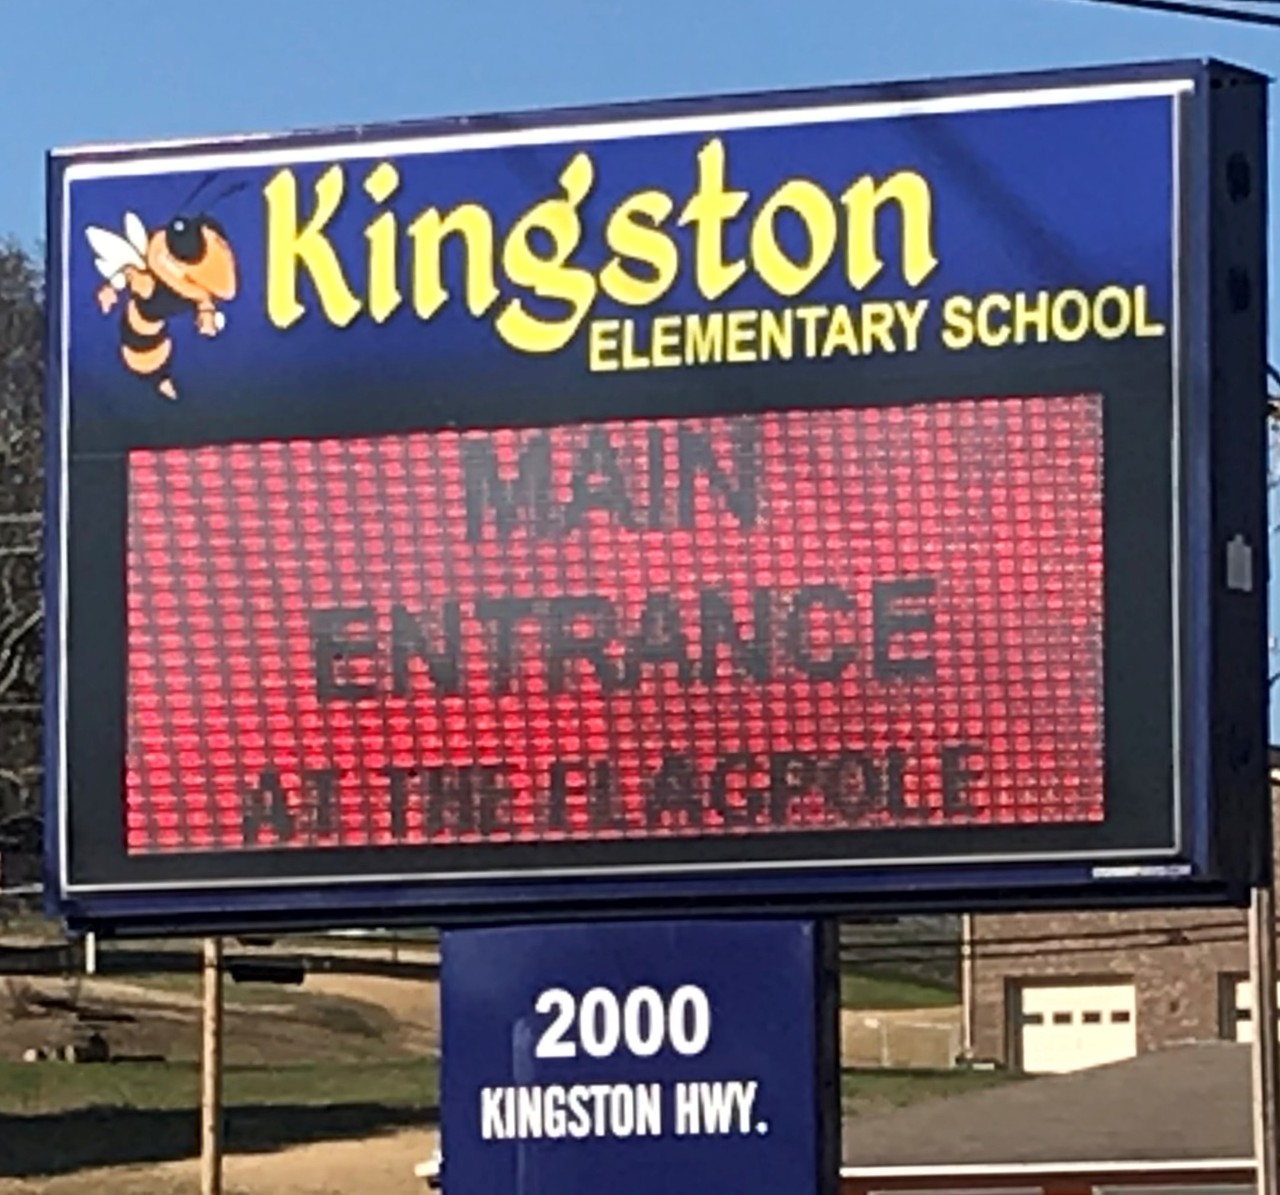 Kingston
ELEMENTARY SCHOOL
MAIN
ENTRANCE
AT THE FLAGPOLE
2000
KINGSTON HWY.